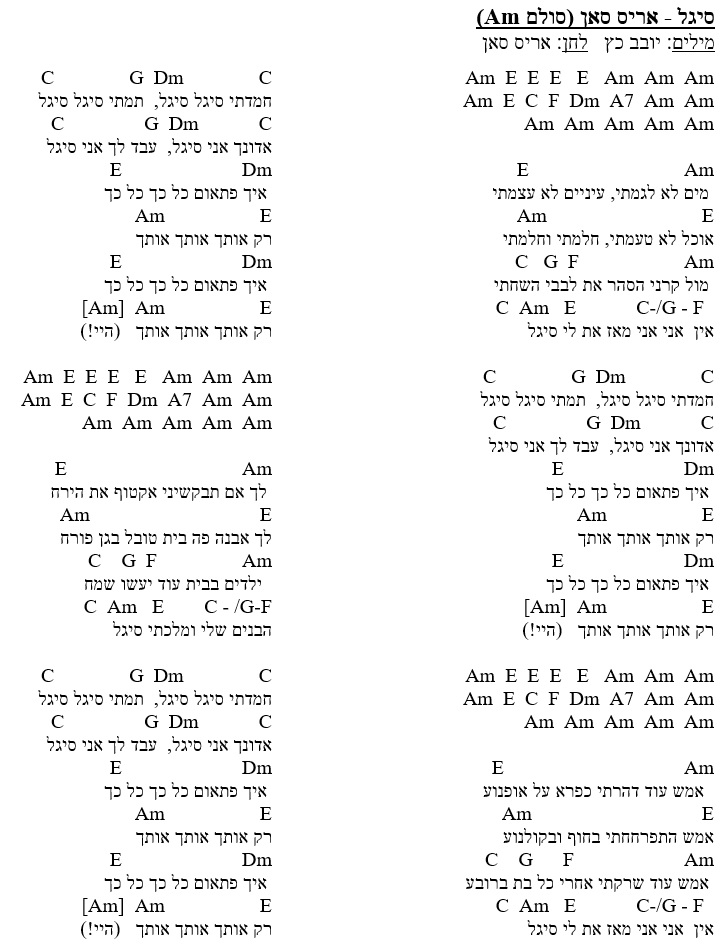 סיגל - אריס סאן (סולם Am)
מילים: יובב כץ לחן: אריס סאן
Am E E E E Am Am Am
Am E C F Dm A7 Am Am
Am Am Am Am Am
E Am
מים לא לגמתי, עיניים לא עצמתי
Am E
אוכל לא טעמתי, חלמתי וחלמתי
C G F Am
מול קרני הסהר את לבבי השחתי
C Am E C-/G - F
אין אני אני מאז את לי סיגל
C G Dm C
חמדתי סיגל סיגל, תמתי סיגל סיגל
C G Dm C
אדונך אני סיגל, עבד לך אני סיגל
E Dm
איך פתאום כל כך כל כך
Am E
רק אותך אותך אותך
E Dm
איך פתאום כל כך כל כך
[Am] Am E
רק אותך אותך אותך (היי!)
Am E E E E Am Am Am
Am E C F Dm A7 Am Am
Am Am Am Am Am
E Am
אמש עוד דהרתי כפרא על אופנוע
Am E
אמש התפרחחתי בחוף ובקולנוע
C G F Am
אמש עוד שרקתי אחרי כל בת ברובע
C Am E C-/G - F
אין אני אני מאז את לי סיגל
C G Dm C
חמדתי סיגל סיגל, תמתי סיגל סיגל
C G Dm C
אדונך אני סיגל, עבד לך אני סיגל
E Dm
איך פתאום כל כך כל כך
Am E
רק אותך אותך אותך
E Dm
איך פתאום כל כך כל כך
[Am] Am E
רק אותך אותך אותך (היי!)
Am E E E E Am Am Am
Am E C F Dm A7 Am Am
Am Am Am Am Am
E Am
לך אם תבקשיני אקטוף את הירח
Am E
לך אבנה פה בית טובל בגן פורח
C G F Am
ילדים בבית עוד יעשו שמח
C Am E C - /G-F
הבנים שלי ומלכתי סיגל
C G Dm C
חמדתי סיגל סיגל, תמתי סיגל סיגל
C G Dm C
אדונך אני סיגל, עבד לך אני סיגל
E Dm
איך פתאום כל כך כל כך
Am E
רק אותך אותך אותך
E Dm
איך פתאום כל כך כל כך
[Am] Am E
רק אותך אותך אותך (היי!)